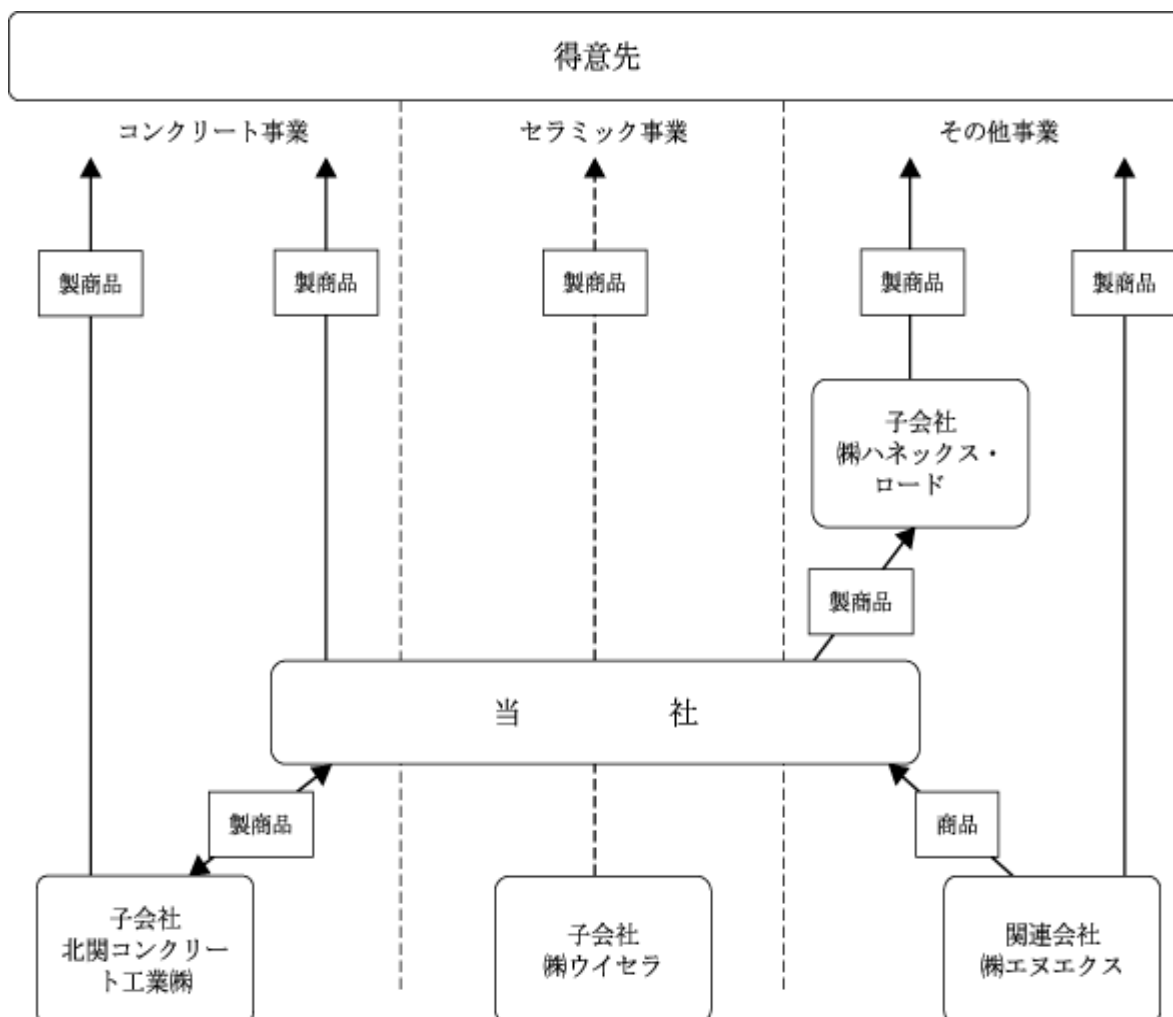 得意先
コンクリート事業
セラミック事業
その他事業
製商品
製商品
製商品
製商品
製商品
子会社
㈱ハネックス・
ロード
製商品
当 社
製商品
商品
子会社
北関コンクリー
ト工業㈱
子会社
㈱ウイセラ
関連会社
㈱エヌエクス